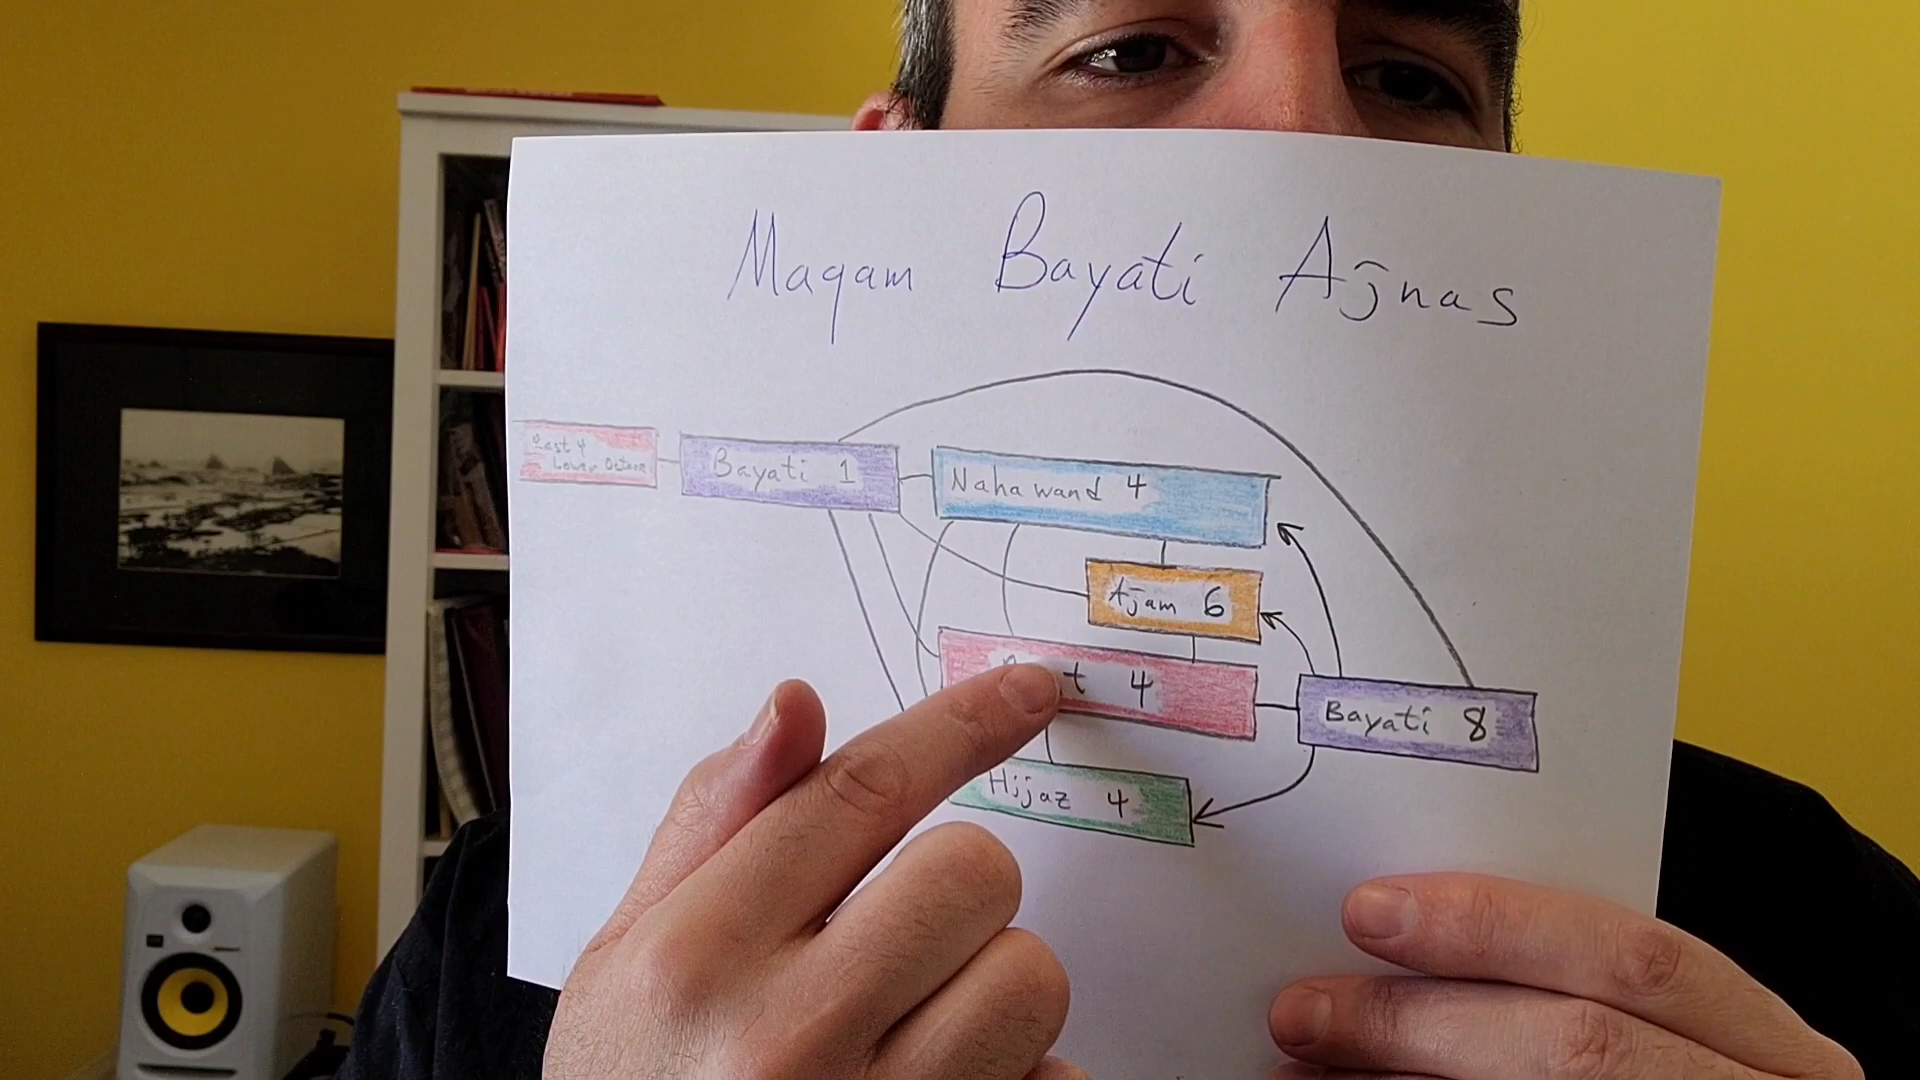 Maqam Bayati Ajnas
Rast 4
Lower Octave
Bayati 1
Nahawand 4
Ajam 6
t 4
Bayati 8
Hijaz 4